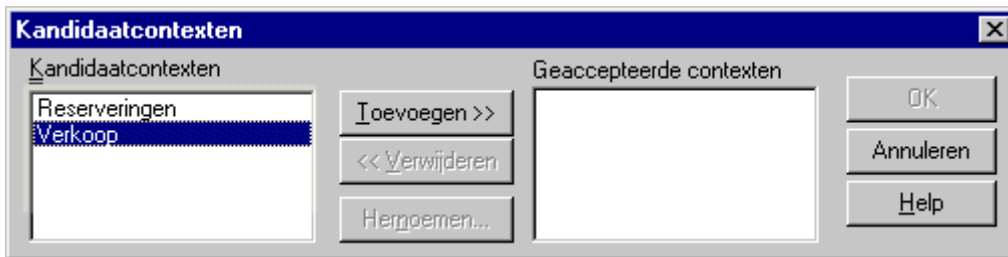 Kandidaatcontexten
Kandidaatcontexten
Reserveringen
Verkoop
Toevoegen >>
<< Verwijderen
Hernoemen...
Geaccepteerde contexten
OK
Annuleren
Help